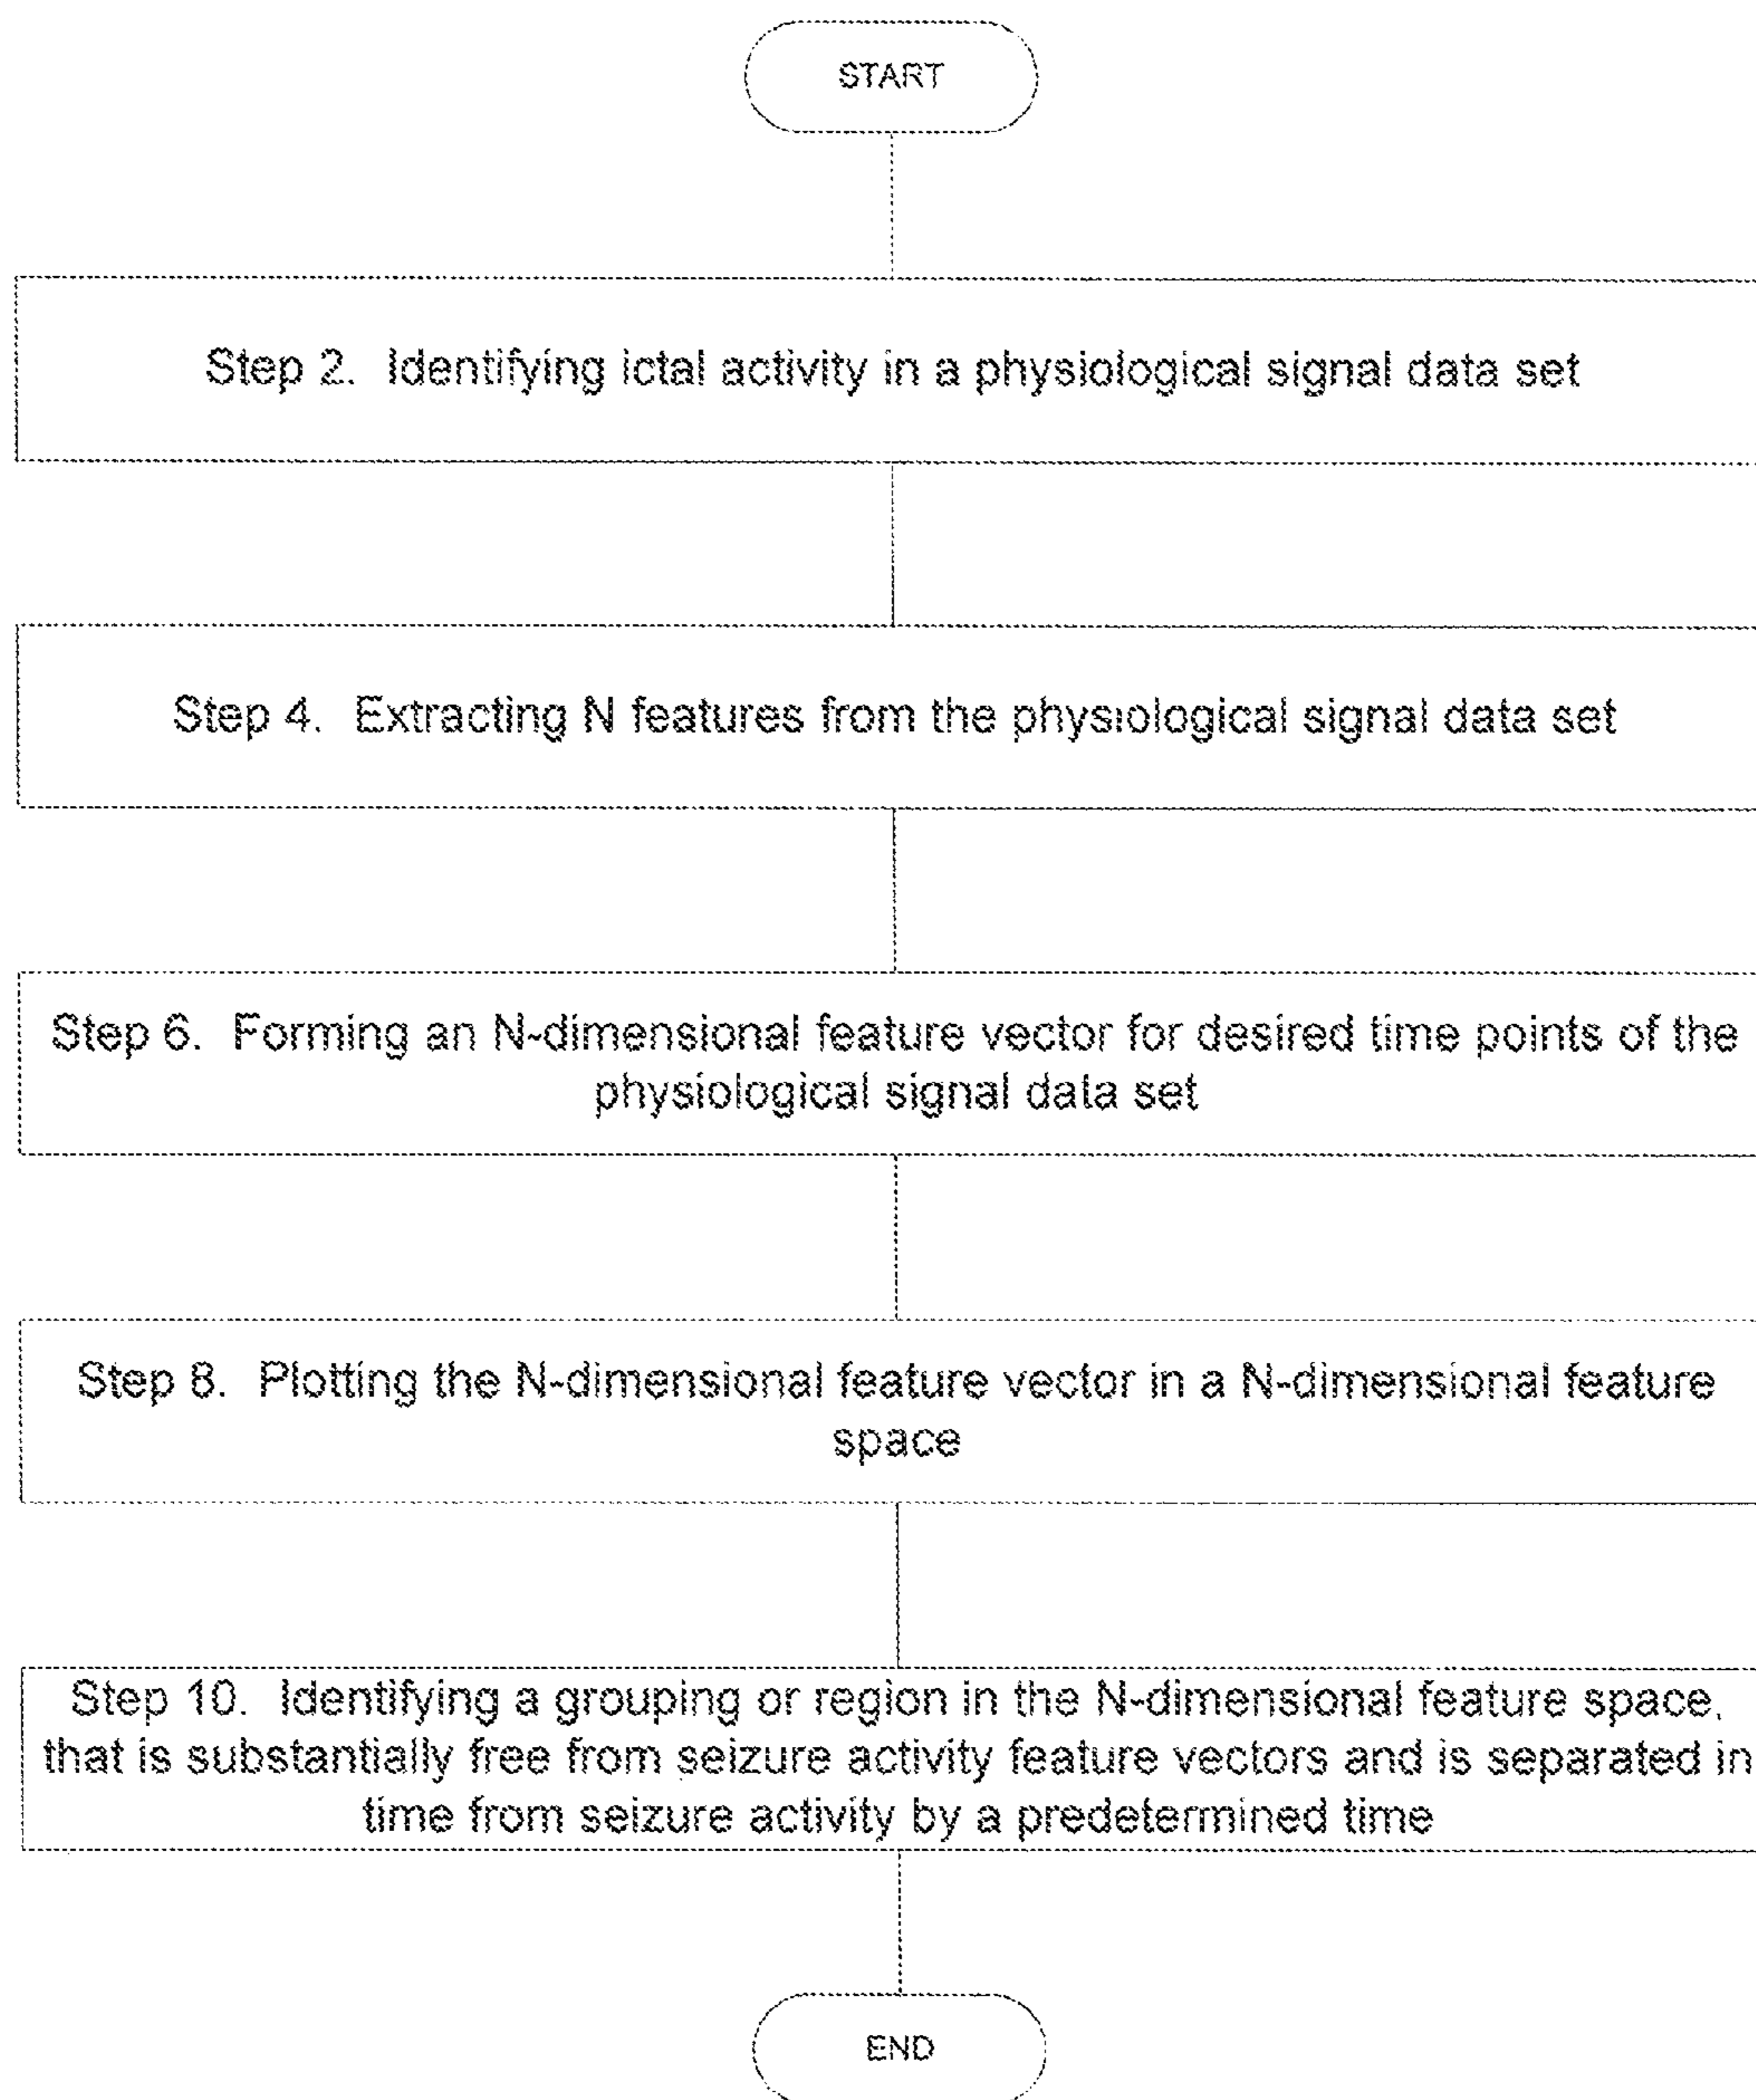 START
Step 2. Identifying ictal activity in a physiological signal data set
Step 4. Extracting N features from the physiological signal data set
Step 6. Forming an N-dimensional feature vector for desired time points of the
physiological signal data set
Step 8. Plotting the N-dimensional feature vector in a N-dimensional feature
space
Step 10. Identifying a grouping or region in the N-dimensional feature space,
that is substantially free from seizure activity feature vectors and is separated in
time from seizure activity by a predetermined time
END